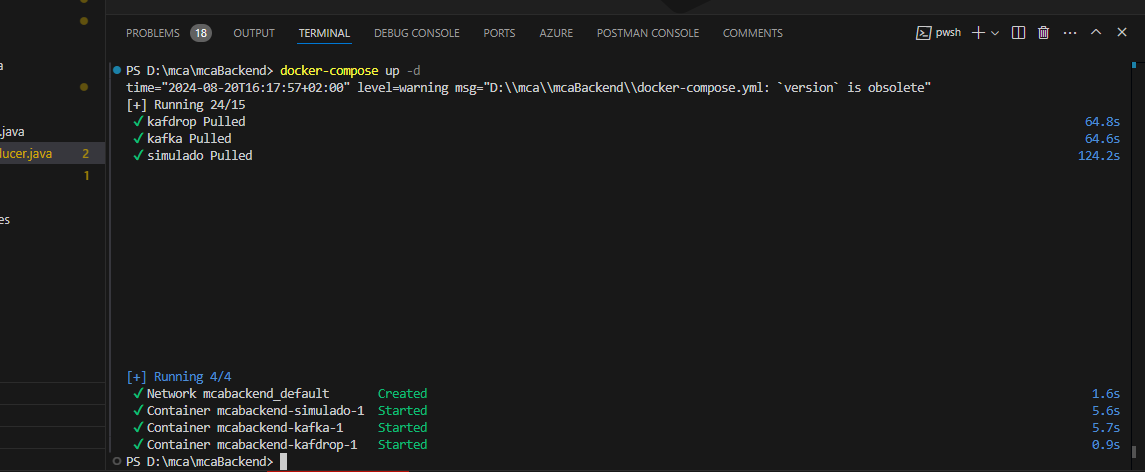 PROBLEMS 18 OUTPUT TERMINAL DEBUG CONSOLE PORTS AZURE POSTMAN CONSOLE COMMENTS pwsh
PS D:\mca\mcaBackend> docker-compose up -d
time="2024-08-20T16:17:57+02:00" level=warning msg="D:\\mca\\mcaBackend\\docker-compose.yml: `version` is obsolete"
[+] Running 24/15
✓ kafdrop Pulled 64.8s
✓ kafka Pulled 64.6s
✓ simulado Pulled 124.2s
.java
lucer.java 2
1
es
[+] Running 4/4
✓ Network mcabackend_default Created 1.6s
✓ Container mcabackend-simulado-1 Started 5.6s
✓ Container mcabackend-kafka-1 Started 5.7s
✓ Container mcabackend-kafdrop-1 Started 0.9s
PS D:\mca\mcaBackend>